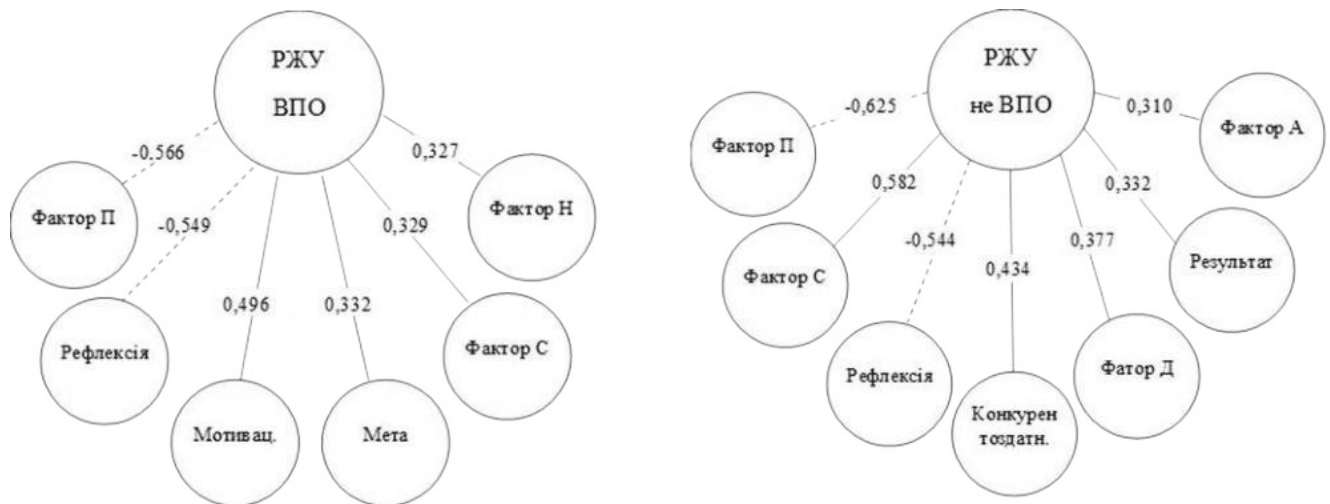 РЖУ
ВПО
-0,566
-0,549
0,496
0,332
0,329
0,327
Фактор П
Рефлексія
Мотивац.
Мета
Фактор С
Фактор Н
РЖУ
не ВПО
-0,625
0,582
-0,544
0,434
0,377
0,332
0,310
Фактор П
Фактор С
Рефлексія
Конкурен
тоздатн.
Фатор Д
Результат
Фактор А